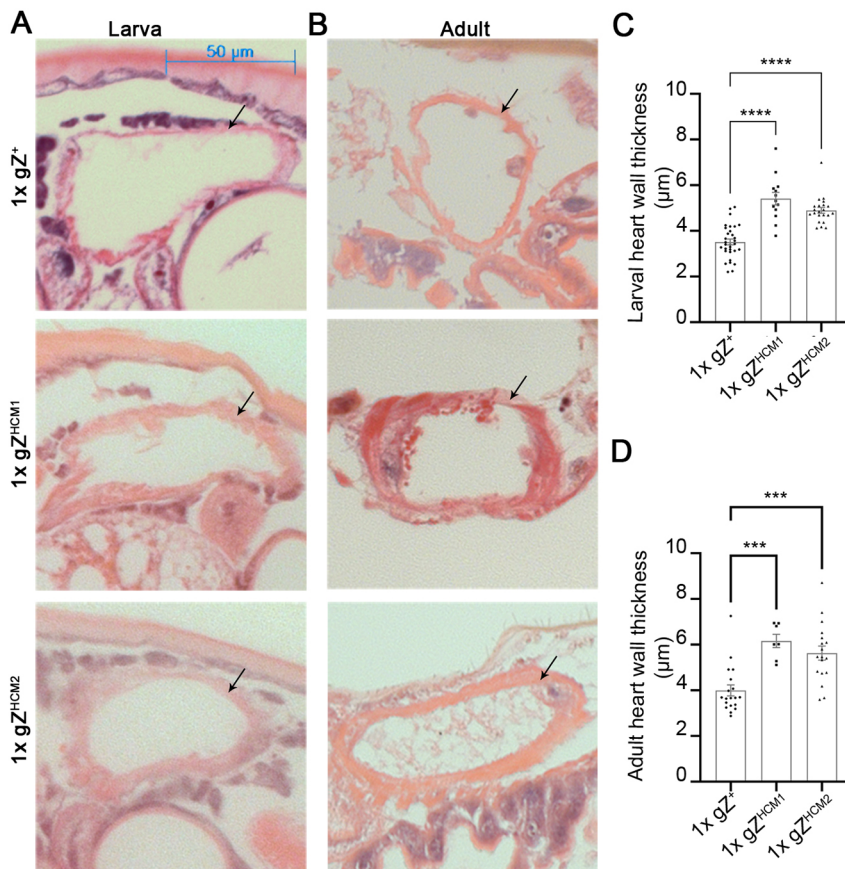 A
Larva
B
Adult
50 µm
1x gZ⁺
1x gZᴴᶜᴹ¹
1x gZᴴᶜᴹ²
C
****
****
10
8
6
4
2
0
Larval heart wall thickness
(µm)
1x gZ⁺
1x gZᴴᶜᴹ¹
1x gZᴴᶜᴹ²
D
***
***
10
8
6
4
2
0
Adult heart wall thickness
(µm)
1x gZ⁺
1x gZᴴᶜᴹ¹
1x gZᴴᶜᴹ²